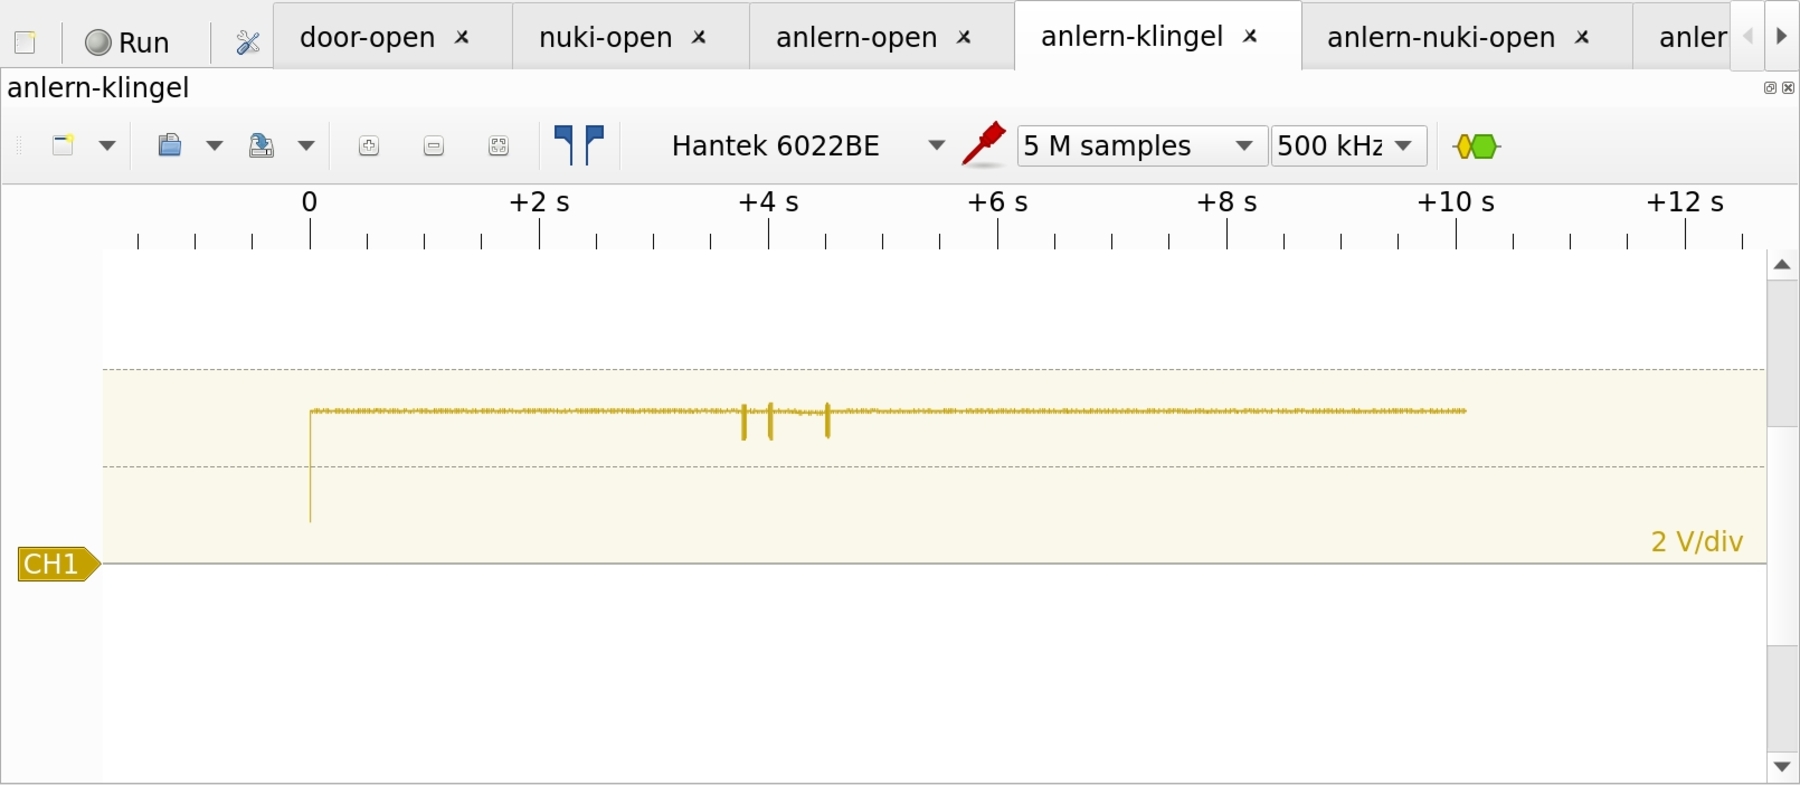 Run door-open nuki-open anlern-open anlern-klingel anlern-nuki-open anler
anlern-klingel
Hantek 6022BE 5 M samples 500 kHz
0 +2 s +4 s +6 s +8 s +10 s +12 s
2 V/div
CH1